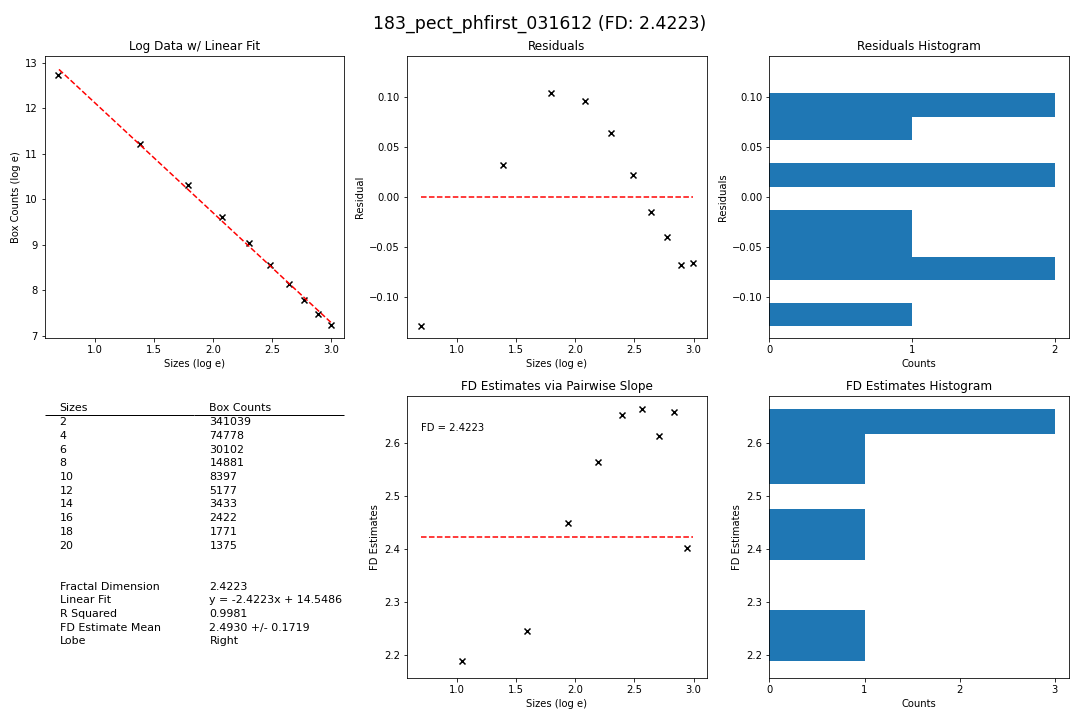 183_pect_phfirst_031612 (FD: 2.4223)
Log Data w/ Linear Fit
Box Counts (log e)
13
12
11
10
9
8
7
1.0 1.5 2.0 2.5 3.0
Sizes (log e)
Residuals
Residual
0.10
0.05
0.00
−0.05
−0.10
1.0 1.5 2.0 2.5 3.0
Sizes (log e)
Residuals Histogram
Residuals
0.10
0.05
0.00
−0.05
−0.10
0 1 2
Counts
Sizes Box Counts
2 341039
4 74778
6 30102
8 14881
10 8397
12 5177
14 3433
16 2422
18 1771
20 1375
Fractal Dimension 2.4223
Linear Fit y = -2.4223x + 14.5486
R Squared 0.9981
FD Estimate Mean 2.4930 +/- 0.1719
Lobe Right
FD Estimates via Pairwise Slope
FD = 2.4223
FD Estimates
2.6
2.5
2.4
2.3
2.2
1.0 1.5 2.0 2.5 3.0
Sizes (log e)
FD Estimates Histogram
FD Estimates
2.6
2.5
2.4
2.3
2.2
0 1 2 3
Counts